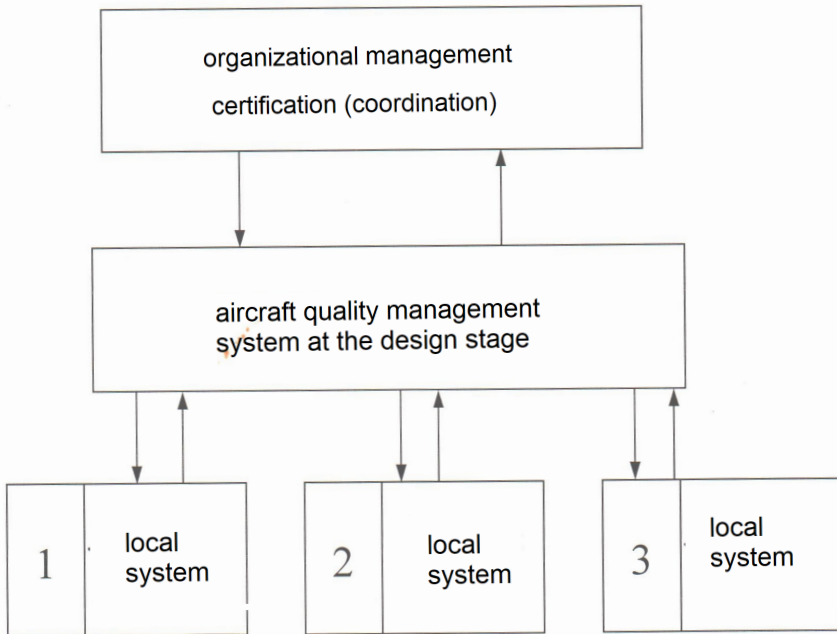 organizational management
certification (coordination)
aircraft quality management
system at the design stage
1
local
system
2
local
system
3
local
system